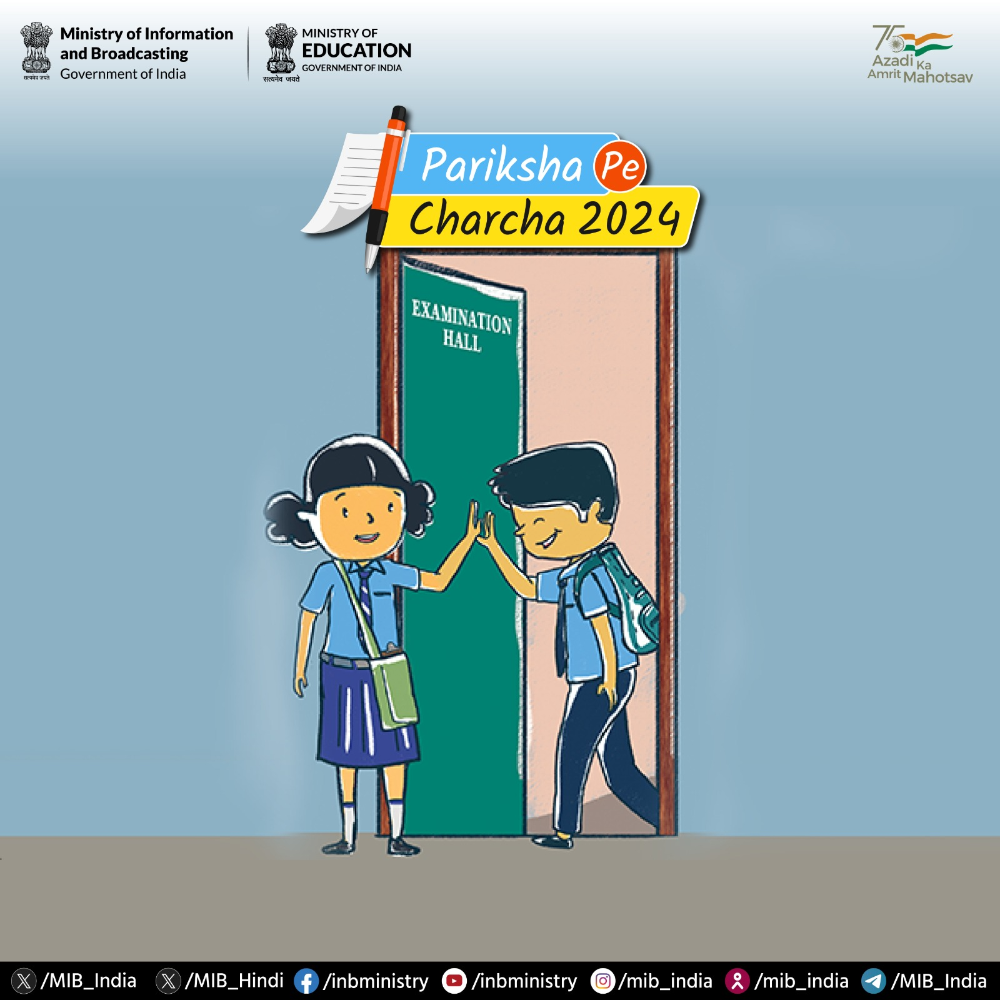 Ministry of Information
and Broadcasting
Government of India
सत्यमेव जयते
MINISTRY OF
EDUCATION
GOVERNMENT OF INDIA
सत्यमेव जयते
75
Azadi Ka
Amrit Mahotsav
Pariksha Pe
Charcha 2024
EXAMINATION
HALL
/MIB_India /MIB_Hindi /inbministry /inbministry /mib_india /mib_india /MIB_India